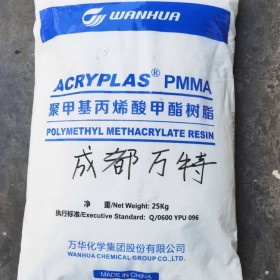 WANHUA
ACRYPLAS® PMMA
聚甲基丙烯酸甲酯树脂
POLYMETHYL METHACRYLATE RESIN
成都万特
净 重/Net Weight: 25Kg
执行标准/Executive Standard: Q/0600 YPU 096
万华化学集团股份有限公司
WANHUA CHEMICAL GROUP CO., LTD.
MADE IN CHINA